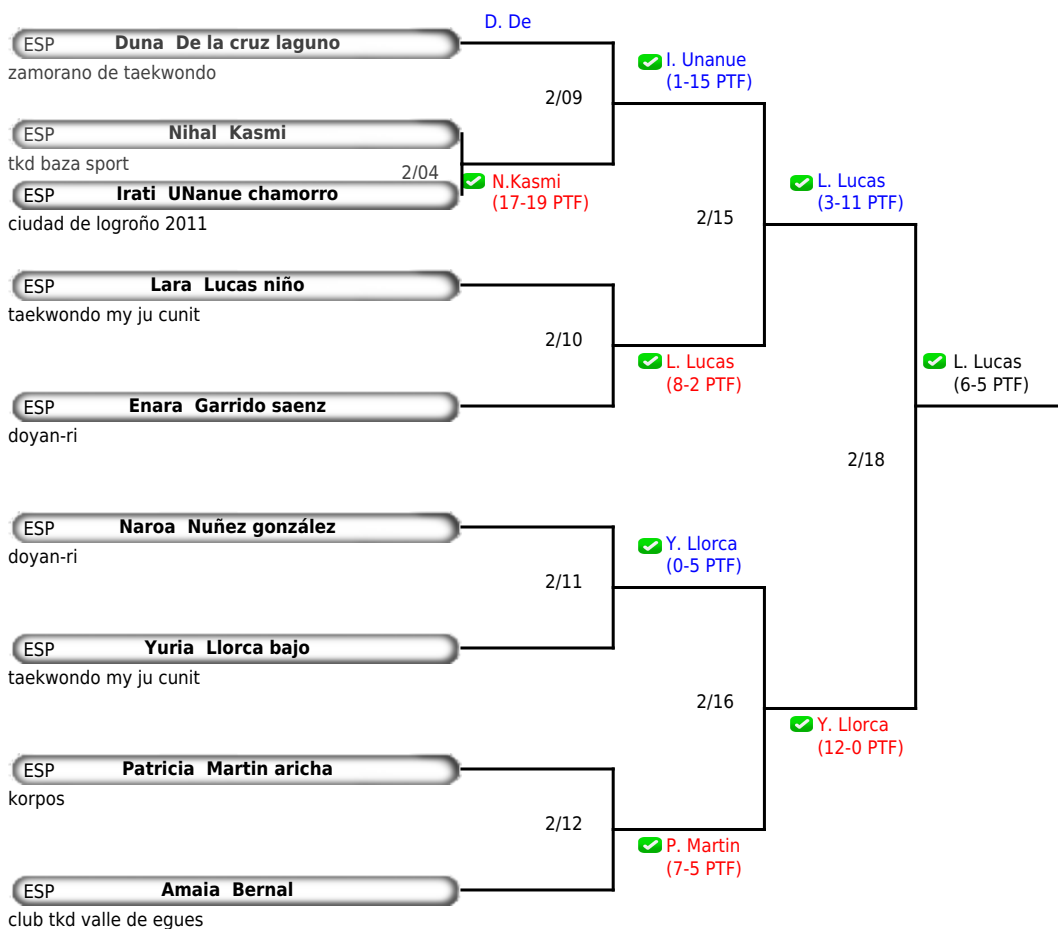 D. De
ESP Duna De la cruz laguno
zamorano de taekwondo
I. Unanue
(1-15 PTF)
2/09
ESP Nihal Kasmi
tkd baza sport
2/04
N.Kasmi
(17-19 PTF)
ESP Irati UNanue chamorro
ciudad de logroño 2011
L. Lucas
(3-11 PTF)
2/15
ESP Lara Lucas niño
taekwondo my ju cunit
2/10
L. Lucas
(8-2 PTF)
L. Lucas
(6-5 PTF)
ESP Enara Garrido saenz
doyan-ri
2/18
ESP Naroa Nuñez gonzález
doyan-ri
Y. Llorca
(0-5 PTF)
2/11
ESP Yuria Llorca bajo
taekwondo my ju cunit
2/16
Y. Llorca
(12-0 PTF)
ESP Patricia Martin aricha
korpos
2/12
P. Martin
(7-5 PTF)
ESP Amaia Bernal
club tkd valle de egues